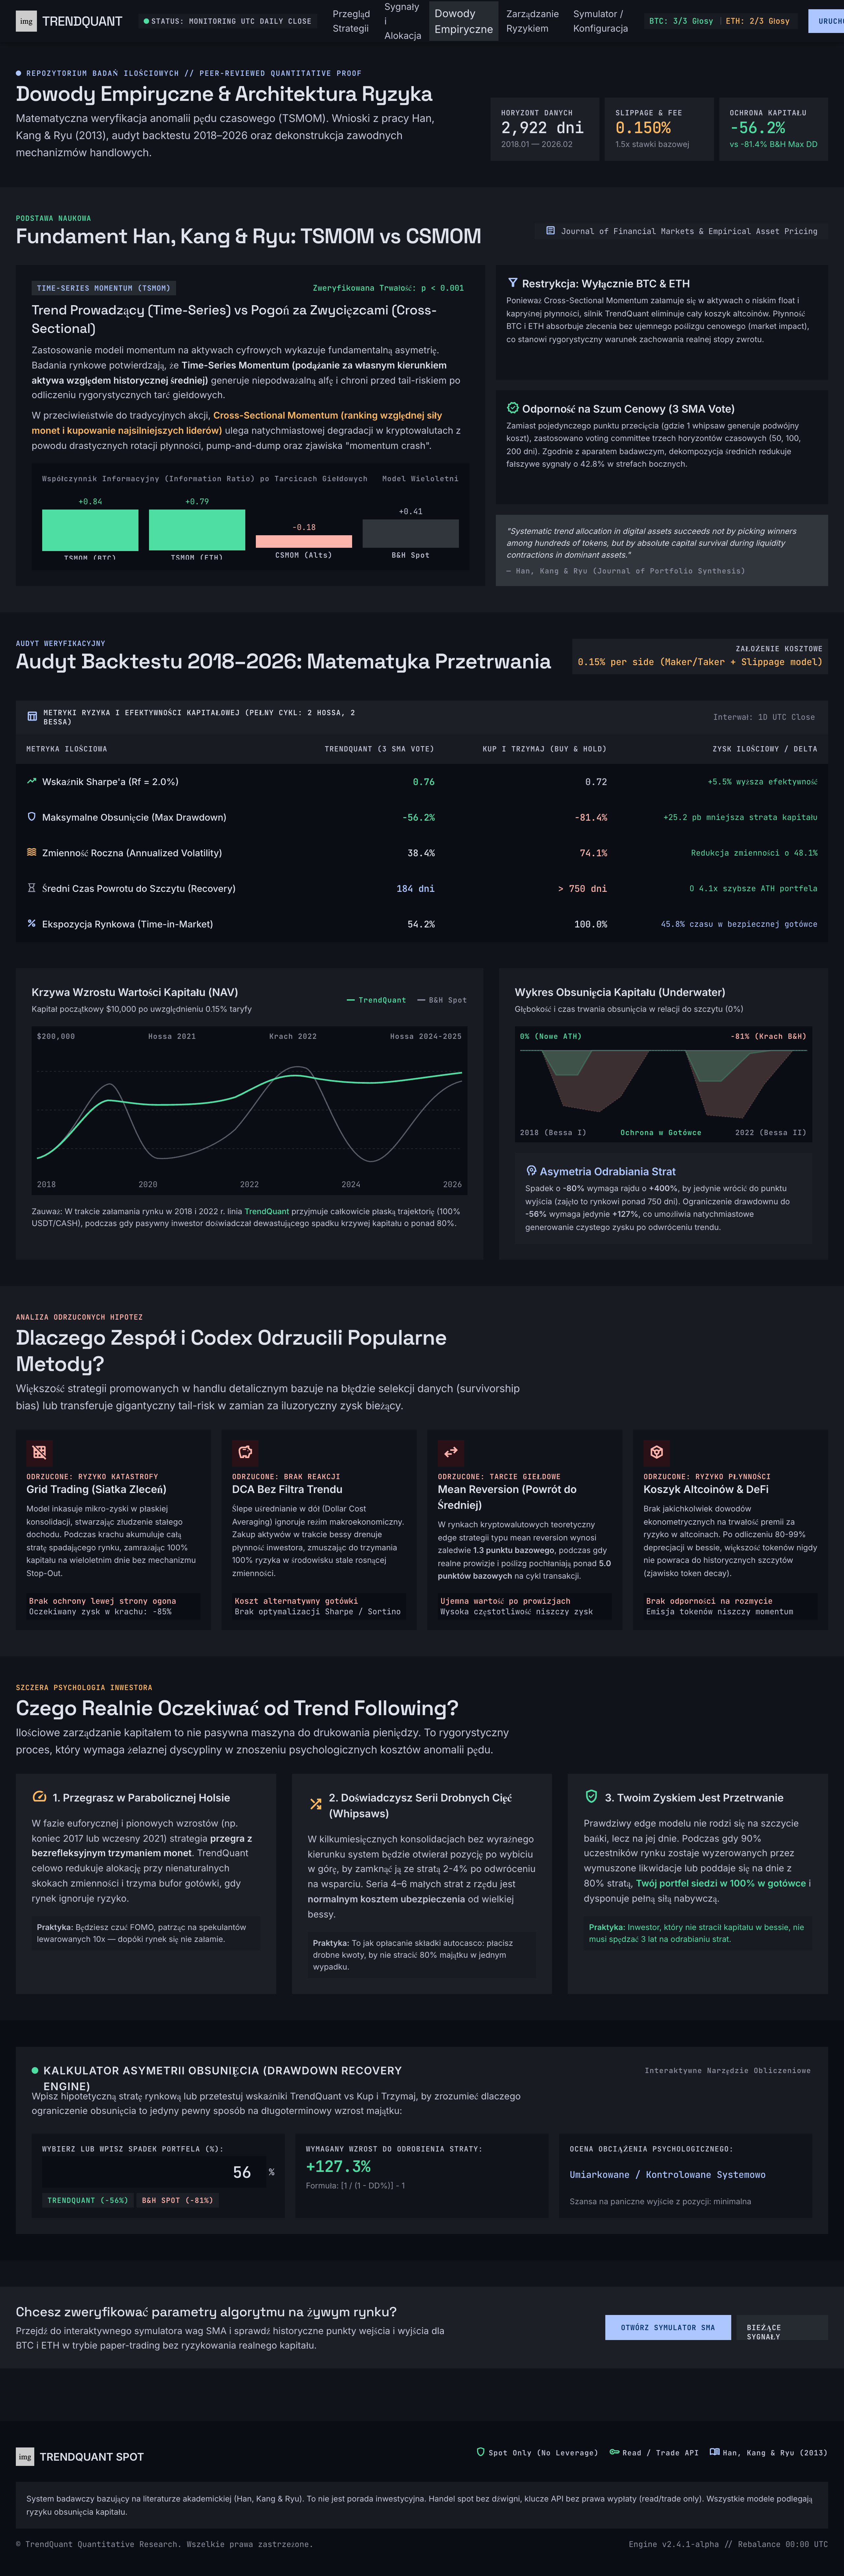 img TRENDQUANT
STATUS: MONITORING UTC DAILY CLOSE
Przegląd
Strategii
Sygnały
i
Alokacja
Dowody
Empiryczne
Zarządzanie
Ryzykiem
Symulator /
Konfiguracja
BTC: 3/3 Głosy | ETH: 2/3 Głosy
REPOZYTORIUM BADAŃ ILOŚCIOWYCH // PEER-REVIEWED QUANTITATIVE PROOF
Dowody Empiryczne & Architektura Ryzyka
Matematyczna weryfikacja anomalii pędu czasowego (TSMOM). Wnioski z pracy Han,
Kang & Ryu (2013), audyt backtestu 2018–2026 oraz dekonstrukcja zawodnych
mechanizmów handlowych.
HORYZONT DANYCH
2,922 dni
2018.01 — 2026.02
SLIPPAGE & FEE
0.150%
1.5x stawki bazowej
OCHRONA KAPITAŁU
-56.2%
vs -81.4% B&H Max DD
PODSTAWA NAUKOWA
Fundament Han, Kang & Ryu: TSMOM vs CSMOM
Journal of Financial Markets & Empirical Asset Pricing
TIME-SERIES MOMENTUM (TSMOM)
Zweryfikowana Trwałość: p < 0.001
Trend Prowadzący (Time-Series) vs Pogoń za Zwycięzcami (Cross-
Sectional)
Zastosowanie modeli momentum na aktywach cyfrowych wykazuje fundamentalną asymetrię.
Badania rynkowe potwierdzają, że Time-Series Momentum (podążanie za własnym kierunkiem
aktywa względem historycznej średniej) generuje niepodważalną alfę i chroni przed tail-riskiem po
odliczeniu rygorystycznych tarć giełdowych.
W przeciwieństwie do tradycyjnych akcji, Cross-Sectional Momentum (ranking względnej siły
monet i kupowanie najsilniejszych liderów) ulega natychmiastowej degradacji w kryptowalutach z
powodu drastycznych rotacji płynności, pump-and-dump oraz zjawiska "momentum crash".
Współczynnik Informacyjny (Information Ratio) po Tarcicach Giełdowych
Model Wieloletni
+0.84
TSMOM (BTC)
+0.79
TSMOM (ETH)
-0.18
CSMOM (Alts)
+0.41
B&H Spot
Restrykcja: Wyłącznie BTC & ETH
Ponieważ Cross-Sectional Momentum załamuje się w aktywach o niskim float i
kapryśnej płynności, silnik TrendQuant eliminuje cały koszyk altcoinów. Płynność
BTC i ETH absorbuje zlecenia bez ujemnego poślizgu cenowego (market impact),
co stanowi rygorystyczny warunek zachowania realnej stopy zwrotu.
Odporność na Szum Cenowy (3 SMA Vote)
Zamiast pojedynczego punktu przecięcia (gdzie 1 whipsaw generuje podwójny
koszt), zastosowano voting committee trzech horyzontów czasowych (50, 100,
200 dni). Zgodnie z aparatem badawczym, dekompozycja średnich redukuje
fałszywe sygnały o 42.8% w strefach bocznych.
"Systematic trend allocation in digital assets succeeds not by picking winners
among hundreds of tokens, but by absolute capital survival during liquidity
contractions in dominant assets."
— Han, Kang & Ryu (Journal of Portfolio Synthesis)
AUDYT WERYFIKACYJNY
Audyt Backtestu 2018–2026: Matematyka Przetrwania
ZAŁOŻENIE KOSZTOWE
0.15% per side (Maker/Taker + Slippage model)
METRYKI RYZYKA I EFEKTYWNOŚCI KAPITAŁOWEJ (PEŁNY CYKL: 2 HOSSA, 2
BESSA)
Interwał: 1D UTC Close
METRYKA ILOŚCIOWA TRENDQUANT (3 SMA VOTE) KUP I TRZYMAJ (BUY & HOLD) ZYSK ILOŚCIOWY / DELTA
Wskaźnik Sharpe'a (Rf = 2.0%) 0.76 0.72 +5.5% wyższa efektywność
Maksymalne Obsunięcie (Max Drawdown) -56.2% -81.4% +25.2 pb mniejsza strata kapitału
Zmienność Roczna (Annualized Volatility) 38.4% 74.1% Redukcja zmienności o 48.1%
Średni Czas Powrotu do Szczytu (Recovery) 184 dni > 750 dni O 4.1x szybsze ATH portfela
Ekspozycja Rynkowa (Time-in-Market) 54.2% 100.0% 45.8% czasu w bezpiecznej gotówce
Krzywa Wzrostu Wartości Kapitału (NAV)
Kapitał początkowy $10,000 po uwzględnieniu 0.15% taryfy
TrendQuant B&H Spot
$200,000 Hossa 2021 Krach 2022 Hossa 2024-2025
2018 2020 2022 2024 2026
Zauważ: W trakcie załamania rynku w 2018 i 2022 r. linia TrendQuant przyjmuje całkowicie płaską trajektorię (100%
USDT/CASH), podczas gdy pasywny inwestor doświadczał dewastującego spadku krzywej kapitału o ponad 80%.
Wykres Obsunięcia Kapitału (Underwater)
Głębokość i czas trwania obsunięcia w relacji do szczytu (0%)
0% (Nowe ATH) -81% (Krach B&H)
2018 (Bessa I) Ochrona w Gotówce 2022 (Bessa II)
Asymetria Odrabiania Strat
Spadek o -80% wymaga rajdu o +400%, by jedynie wrócić do punktu
wyjścia (zajęło to rynkowi ponad 750 dni). Ograniczenie drawdownu do
-56% wymaga jedynie +127%, co umożliwia natychmiastowe
generowanie czystego zysku po odwróceniu trendu.
ANALIZA ODRZUCONYCH HIPOTEZ
Dlaczego Zespół i Codex Odrzucili Popularne
Metody?
Większość strategii promowanych w handlu detalicznym bazuje na błędzie selekcji danych (survivorship
bias) lub transferuje gigantyczny tail-risk w zamian za iluzoryczny zysk bieżący.
ODRZUCONE: RYZYKO KATASTROFY
Grid Trading (Siatka Zleceń)
Model inkasuje mikro-zyski w płaskiej
konsolidacji, stwarzając złudzenie stałego
dochodu. Podczas krachu akumuluje całą
stratę spadającego rynku, zamrażając 100%
kapitału na wieloletnim dnie bez mechanizmu
Stop-Out.
Brak ochrony lewej strony ogona
Oczekiwany zysk w krachu: -85%
ODRZUCONE: BRAK REAKCJI
DCA Bez Filtra Trendu
Ślepe uśrednianie w dół (Dollar Cost
Averaging) ignoruje reżim makroekonomiczny.
Zakup aktywów w trakcie bessy drenuje
płynność inwestora, zmuszając do trzymania
100% ryzyka w środowisku stale rosnącej
zmienności.
Koszt alternatywny gotówki
Brak optymalizacji Sharpe / Sortino
ODRZUCONE: TARCIE GIEŁDOWE
Mean Reversion (Powrót do
Średniej)
W rynkach kryptowalutowych teoretyczny
edge strategii typu mean reversion wynosi
zaledwie 1.3 punktu bazowego, podczas gdy
realne prowizje i poślizg pochłaniają ponad 5.0
punktów bazowych na cykl transakcji.
Ujemna wartość po prowizjach
Wysoka częstotliwość niszczy zysk
ODRZUCONE: RYZYKO PŁYNNOŚCI
Koszyk Altcoinów & DeFi
Brak jakichkolwiek dowodów
ekonometrycznych na trwałość premii za
ryzyko w altcoinach. Po odliczeniu 80-99%
deprecjacji w bessie, większość tokenów nigdy
nie powraca do historycznych szczytów
(zjawisko token decay).
Brak odporności na rozmycie
Emisja tokenów niszczy momentum
SZCZERA PSYCHOLOGIA INWESTORA
Czego Realnie Oczekiwać od Trend Following?
Ilościowe zarządzanie kapitałem to nie pasywna maszyna do drukowania pieniędzy. To rygorystyczny
proces, który wymaga żelaznej dyscypliny w znoszeniu psychologicznych kosztów anomalii pędu.
1. Przegrasz w Parabolicznej Holsie
W fazie euforycznej i pionowych wzrostów (np.
koniec 2017 lub wczesny 2021) strategia przegra z
bezrefleksyjnym trzymaniem monet. TrendQuant
celowo redukuje alokację przy nienaturalnych
skokach zmienności i trzyma bufor gotówki, gdy
rynek ignoruje ryzyko.
Praktyka: Będziesz czuć FOMO, patrząc na spekulantów
lewarowanych 10x — dopóki rynek się nie załamie.
2. Doświadczysz Serii Drobnych Cięć
(Whipsaws)
W kilkumiesięcznych konsolidacjach bez wyraźnego
kierunku system będzie otwierał pozycję po wybiciu
w górę, by zamknąć ją ze stratą 2-4% po odwróceniu
na wsparciu. Seria 4–6 małych strat z rzędu jest
normalnym kosztem ubezpieczenia od wielkiej
bessy.
Praktyka: To jak opłacanie składki autocasco: płacisz
drobne kwoty, by nie stracić 80% majątku w jednym
wypadku.
3. Twoim Zyskiem Jest Przetrwanie
Prawdziwy edge modelu nie rodzi się na szczycie
bańki, lecz na jej dnie. Podczas gdy 90%
uczestników rynku zostaje wyzerowanych przez
wymuszone likwidacje lub poddaje się na dnie z
80% stratą, Twój portfel siedzi w 100% w gotówce i
dysponuje pełną siłą nabywczą.
Praktyka: Inwestor, który nie stracił kapitału w bessie, nie
musi spędzać 3 lat na odrabianiu strat.
KALKULATOR ASYMETRII OBSUNIĘCIA (DRAWDOWN RECOVERY
ENGINE)
Interaktywne Narzędzie Obliczeniowe
Wpisz hipotetyczną stratę rynkową lub przetestuj wskaźniki TrendQuant vs Kup i Trzymaj, by zrozumieć dlaczego
ograniczenie obsunięcia to jedyny pewny sposób na długoterminowy wzrost majątku:
WYBIERZ LUB WPISZ SPADEK PORTFELA (%):
56 %
TRENDQUANT (-56%) B&H SPOT (-81%)
WYMAGANY WZROST DO ODROBIENIA STRATY:
+127.3%
Formuła: [1 / (1 - DD%)] - 1
OCENA OBCIĄŻENIA PSYCHOLOGICZNEGO:
Umiarkowane / Kontrolowane Systemowo
Szansa na paniczne wyjście z pozycji: minimalna
Chcesz zweryfikować parametry algorytmu na żywym rynku?
Przejdź do interaktywnego symulatora wag SMA i sprawdź historyczne punkty wejścia i wyjścia dla
BTC i ETH w trybie paper-trading bez ryzykowania realnego kapitału.
OTWÓRZ SYMULATOR SMA
BIEŻĄCE
SYGNAŁY
img TRENDQUANT SPOT
Spot Only (No Leverage) Read / Trade API Han, Kang & Ryu (2013)
System badawczy bazujący na literaturze akademickiej (Han, Kang & Ryu). To nie jest porada inwestycyjna. Handel spot bez dźwigni, klucze API bez prawa wypłaty (read/trade only). Wszystkie modele podlegają
ryzyku obsunięcia kapitału.
© TrendQuant Quantitative Research. Wszelkie prawa zastrzeżone.
Engine v2.4.1-alpha // Rebalance 00:00 UTC